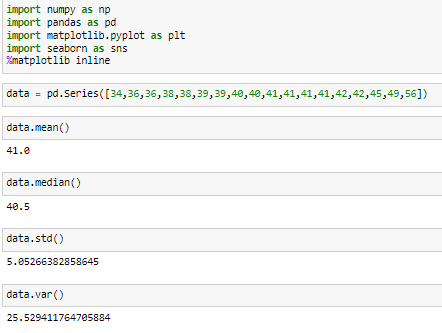 import numpy as np
import pandas as pd
import matplotlib.pyplot as plt
import seaborn as sns
%matplotlib inline
data = pd.Series([34,36,36,38,38,39,39,40,40,41,41,41,41,42,42,45,49,56])
data.mean()
41.0
data.median()
40.5
data.std()
5.05266382858645
data.var()
25.529411764705884